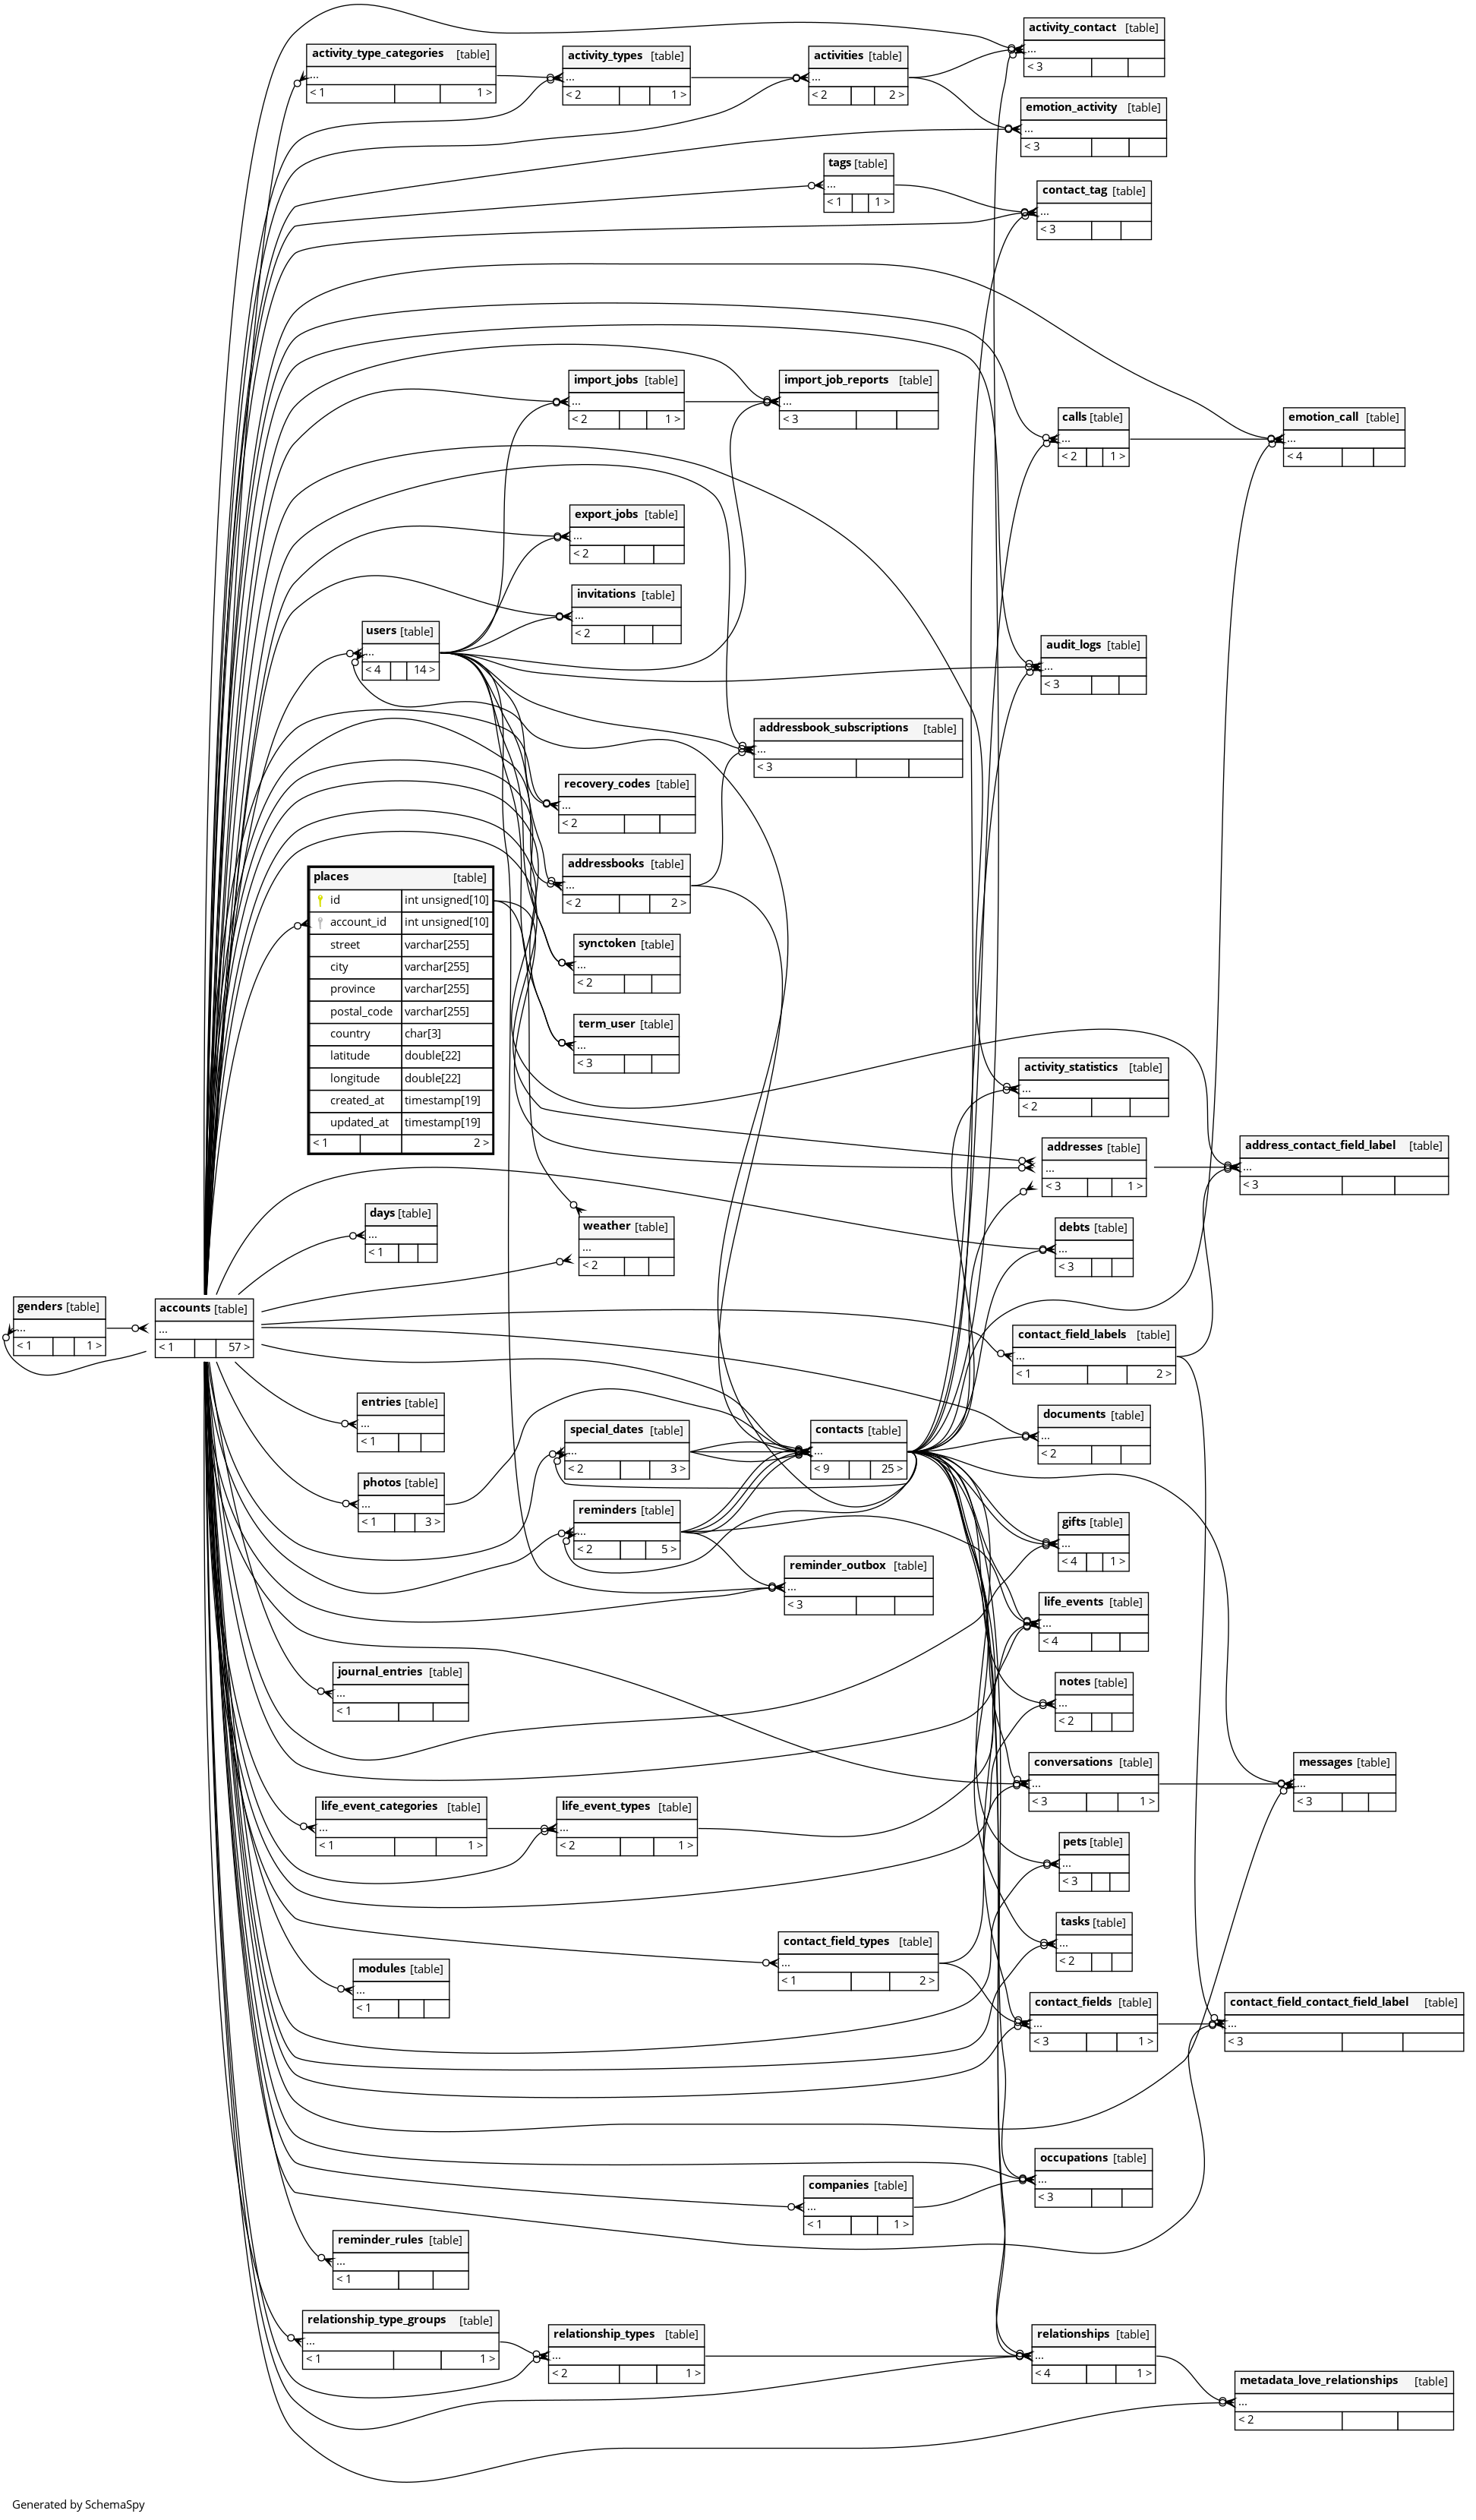 activity_contact [table]
...
< 3
activity_type_categories [table]
...
< 1 1 >
activity_types [table]
...
< 2 1 >
activities [table]
...
< 2 2 >
emotion_activity [table]
...
< 3
tags [table]
...
< 1 1 >
contact_tag [table]
...
< 3
import_jobs [table]
...
< 2 1 >
import_job_reports [table]
...
< 3
calls [table]
...
< 2 1 >
emotion_call [table]
...
< 4
export_jobs [table]
...
< 2
invitations [table]
...
< 2
users [table]
...
< 4 14 >
audit_logs [table]
...
< 3
addressbook_subscriptions [table]
...
< 3
recovery_codes [table]
...
< 2
addressbooks [table]
...
< 2 2 >
places [table]
id int unsigned[10]
account_id int unsigned[10]
street varchar[255]
city varchar[255]
province varchar[255]
postal_code varchar[255]
country char[3]
latitude double[22]
longitude double[22]
created_at timestamp[19]
updated_at timestamp[19]
< 1 2 >
synctoken [table]
...
< 2
term_user [table]
...
< 3
activity_statistics [table]
...
< 2
addresses [table]
...
< 3 1 >
address_contact_field_label [table]
...
< 3
days [table]
...
< 1
weather [table]
...
< 2
debts [table]
...
< 3
genders [table]
...
< 1 1 >
accounts [table]
...
< 1 57 >
contact_field_labels [table]
...
< 1 2 >
entries [table]
...
< 1
special_dates [table]
...
< 2 3 >
contacts [table]
...
< 9 25 >
documents [table]
...
< 2
photos [table]
...
< 1 3 >
reminders [table]
...
< 2 5 >
gifts [table]
...
< 4 1 >
reminder_outbox [table]
...
< 3
life_events [table]
...
< 4
journal_entries [table]
...
< 1
notes [table]
...
< 2
conversations [table]
...
< 3 1 >
messages [table]
...
< 3
life_event_categories [table]
...
< 1 1 >
life_event_types [table]
...
< 2 1 >
pets [table]
...
< 3
tasks [table]
...
< 2
contact_field_types [table]
...
< 1 2 >
modules [table]
...
< 1
contact_fields [table]
...
< 3 1 >
contact_field_contact_field_label [table]
...
< 3
occupations [table]
...
< 3
companies [table]
...
< 1 1 >
reminder_rules [table]
...
< 1
relationship_type_groups [table]
...
< 1 1 >
relationship_types [table]
...
< 2 1 >
relationships [table]
...
< 4 1 >
metadata_love_relationships [table]
...
< 2
Generated by SchemaSpy